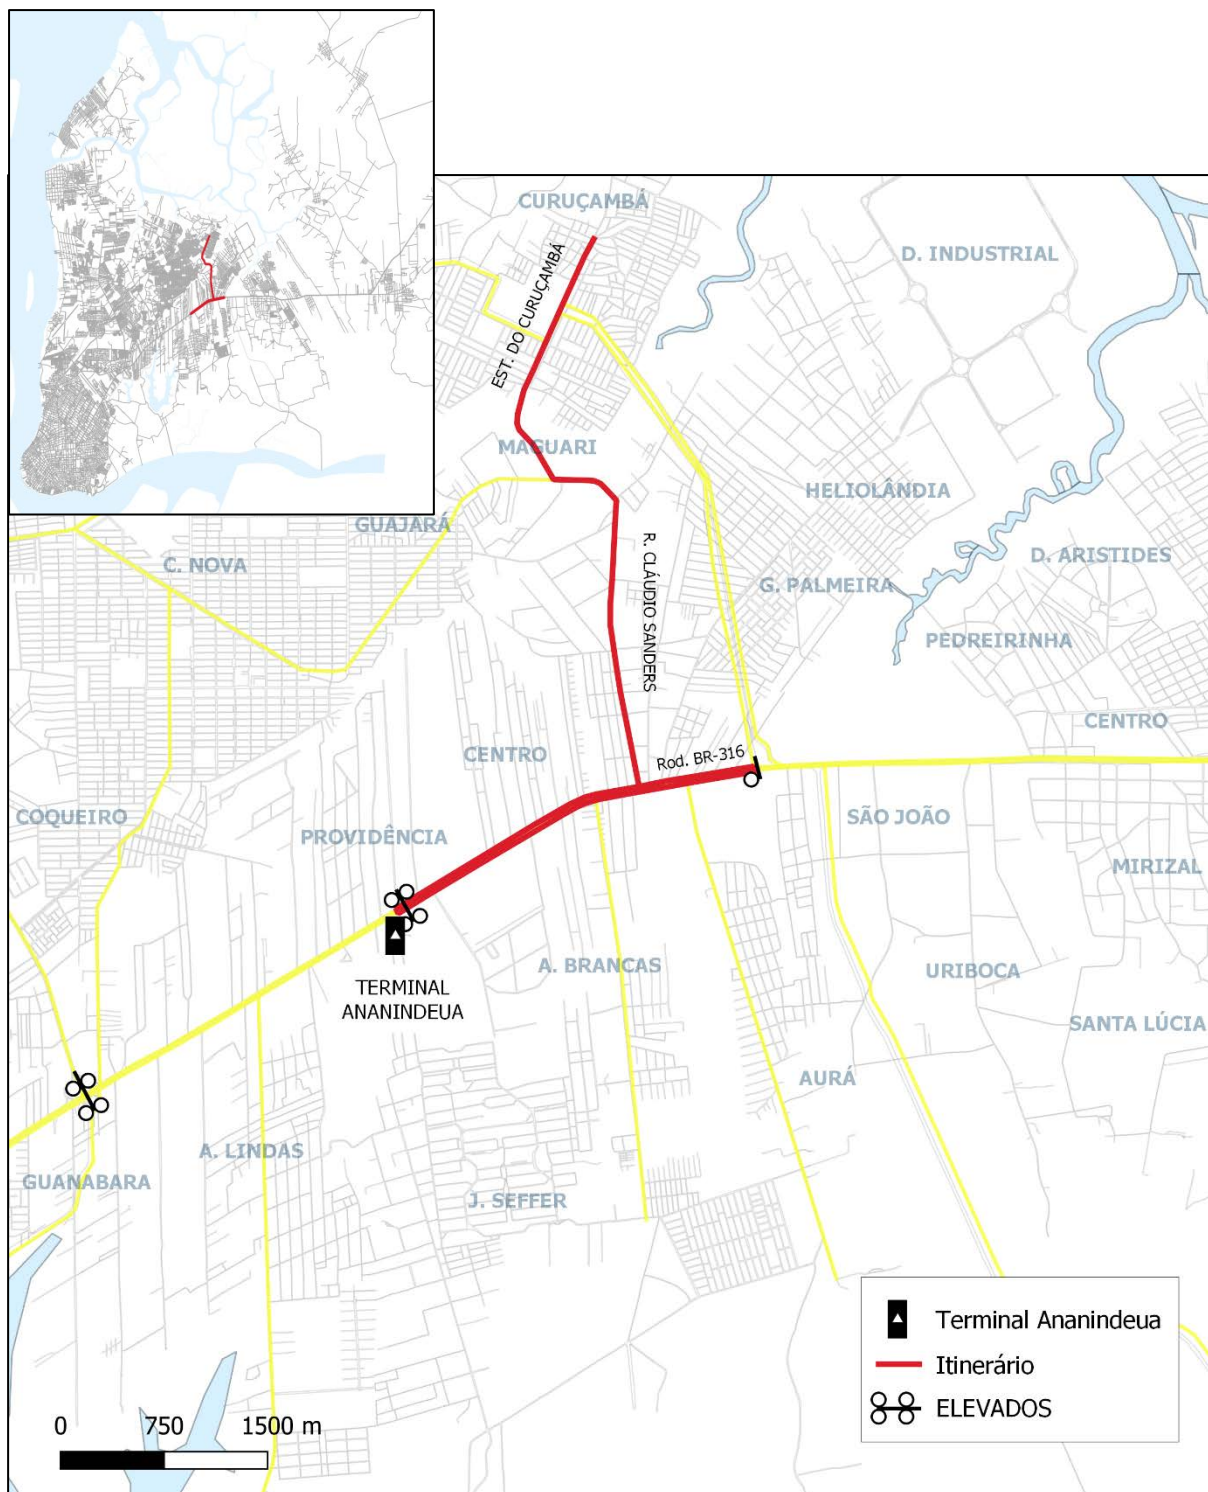 CURUÇAMBÁ
D. INDUSTRIAL
EST. DO CURUÇAMBÁ
MAGUARI
HELIOLÂNDIA
GUAJARÁ
C. NOVA
D. ARISTIDES
R. CLÁUDIO SANDERS
G. PALMEIRA
PEDREIRINHA
CENTRO
CENTRO
Rod. BR-316
COQUEIRO
SÃO JOÃO
PROVIDÊNCIA
MIRIZAL
A. BRANCAS
URIBOCA
TERMINAL
ANANINDEUA
SANTA LÚCIA
AURÁ
A. LINDAS
GUANABARA
J. SEFFER
Terminal Ananindeua
Itinerário
ELEVADOS
0 750 1500 m